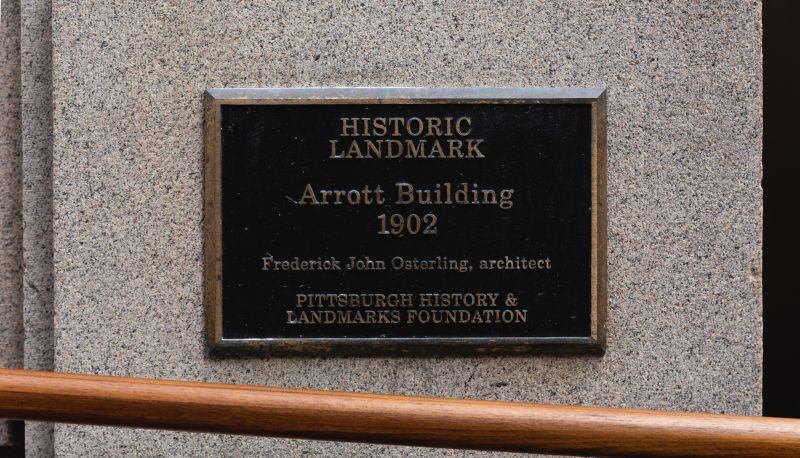 HISTORIC
LANDMARK
Arrott Building
1902
Frederick John Osterling, architect
PITTSBURGH HISTORY &
LANDMARKS FOUNDATION